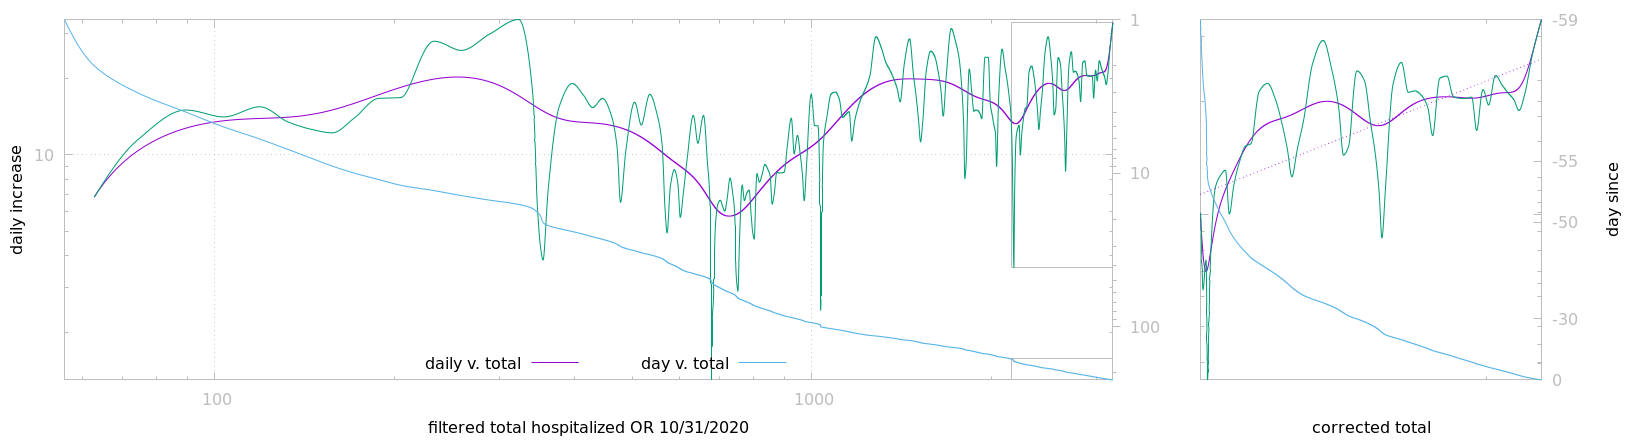 1
-59
daily increase
10
10
-55
-50
day since
100
-30
daily v. total
day v. total
0
100
1000
filtered total hospitalized OR 10/31/2020
corrected total